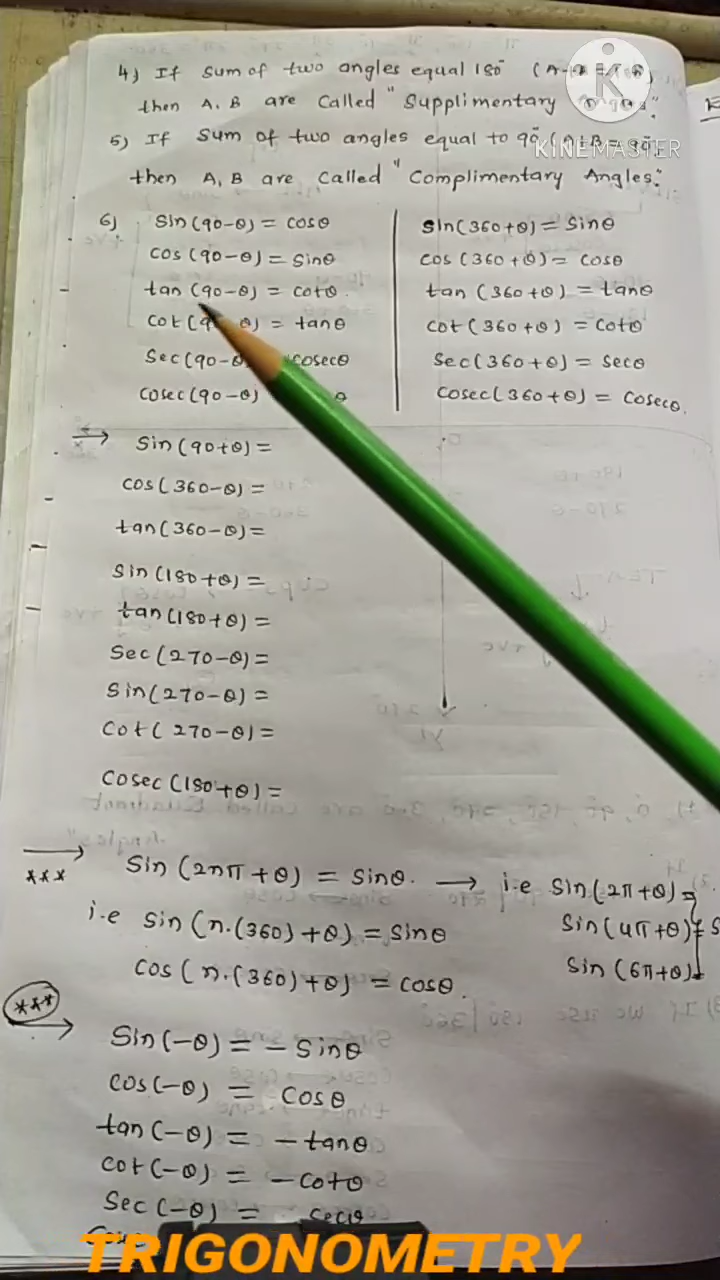 4) If Sum of two angles equal 180°
then A, B are Called "Supplimentary
KINEMASTER
5) If Sum of two angles equal to 90° (A+B = 90°)
then A, B are Called "Complimentary Angles."
6) Sin(90-θ) = Cosθ
Cos(90-θ) = Sinθ
tan(90-θ) = Cotθ
Cot(90-θ) = tanθ
Sec(90-θ) Cosecθ
Cosec(90-θ) θ
Sin(360+θ) = Sinθ
Cos(360+θ) = Cosθ
tan(360+θ) = tanθ
Cot(360+θ) = Cotθ
Sec(360+θ) = Secθ
Cosec(360+θ) = Cosecθ.
→ Sin(90+θ) =
Cos(360-θ) =
tan(360-θ) =
Sin(180+θ) =
tan(180+θ) =
Sec(270-θ) =
Sin(270-θ) =
Cot(270-θ) =
Cosec(180+θ) =
→ *** Sin(2nπ+θ) = Sinθ. → i.e Sin(2π+θ) =
i.e Sin(n.(360)+θ) = Sinθ
Sin(4π+θ) = S
Cos(n.(360)+θ) = Cosθ.
Sin(6π+θ)
*** → Sin(-θ) = - Sinθ
Cos(-θ) = Cosθ
tan(-θ) = - tanθ
Cot(-θ) = - Cotθ
Sec(-θ) = Secθ
TRIGONOMETRY